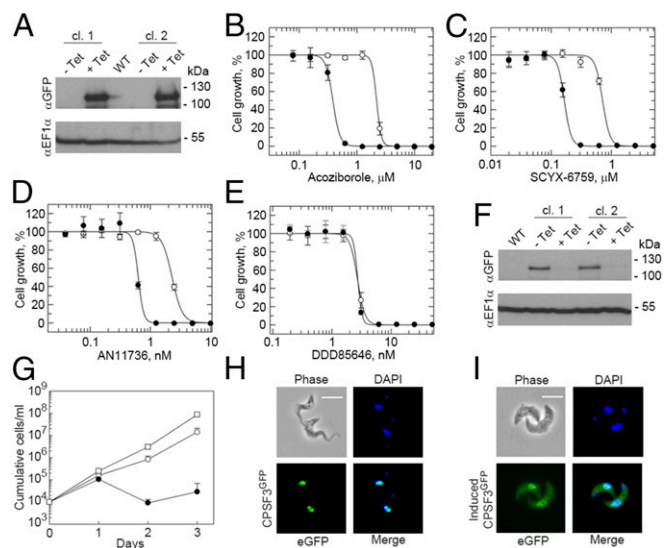 A
cl. 1 cl. 2
- Tet + Tet WT - Tet + Tet
kDa
αGFP
- 130
- 100
αEF1α
- 55
B
Cell growth, %
120
100
80
60
40
20
0
0.1 1 10
Acoziborole, μM
C
Cell growth, %
120
100
80
60
40
20
0
0.01 0.1 1 10
SCYX-6759, μM
D
Cell growth, %
120
100
80
60
40
20
0
0.1 1 10
AN11736, nM
E
Cell growth, %
120
100
80
60
40
20
0
0.1 1 10
DDD85646, nM
F
cl. 1 cl. 2
WT - Tet + Tet - Tet + Tet
kDa
αGFP
- 130
- 100
αEF1α
- 55
G
Cumulative cells/ml
10⁹
10⁸
10⁷
10⁶
10⁵
10⁴
10³
0 1 2 3
Days
H
Phase DAPI
CPSF3ᴳᶠᴾ
eGFP Merge
I
Phase DAPI
Induced
CPSF3ᴳᶠᴾ
eGFP Merge